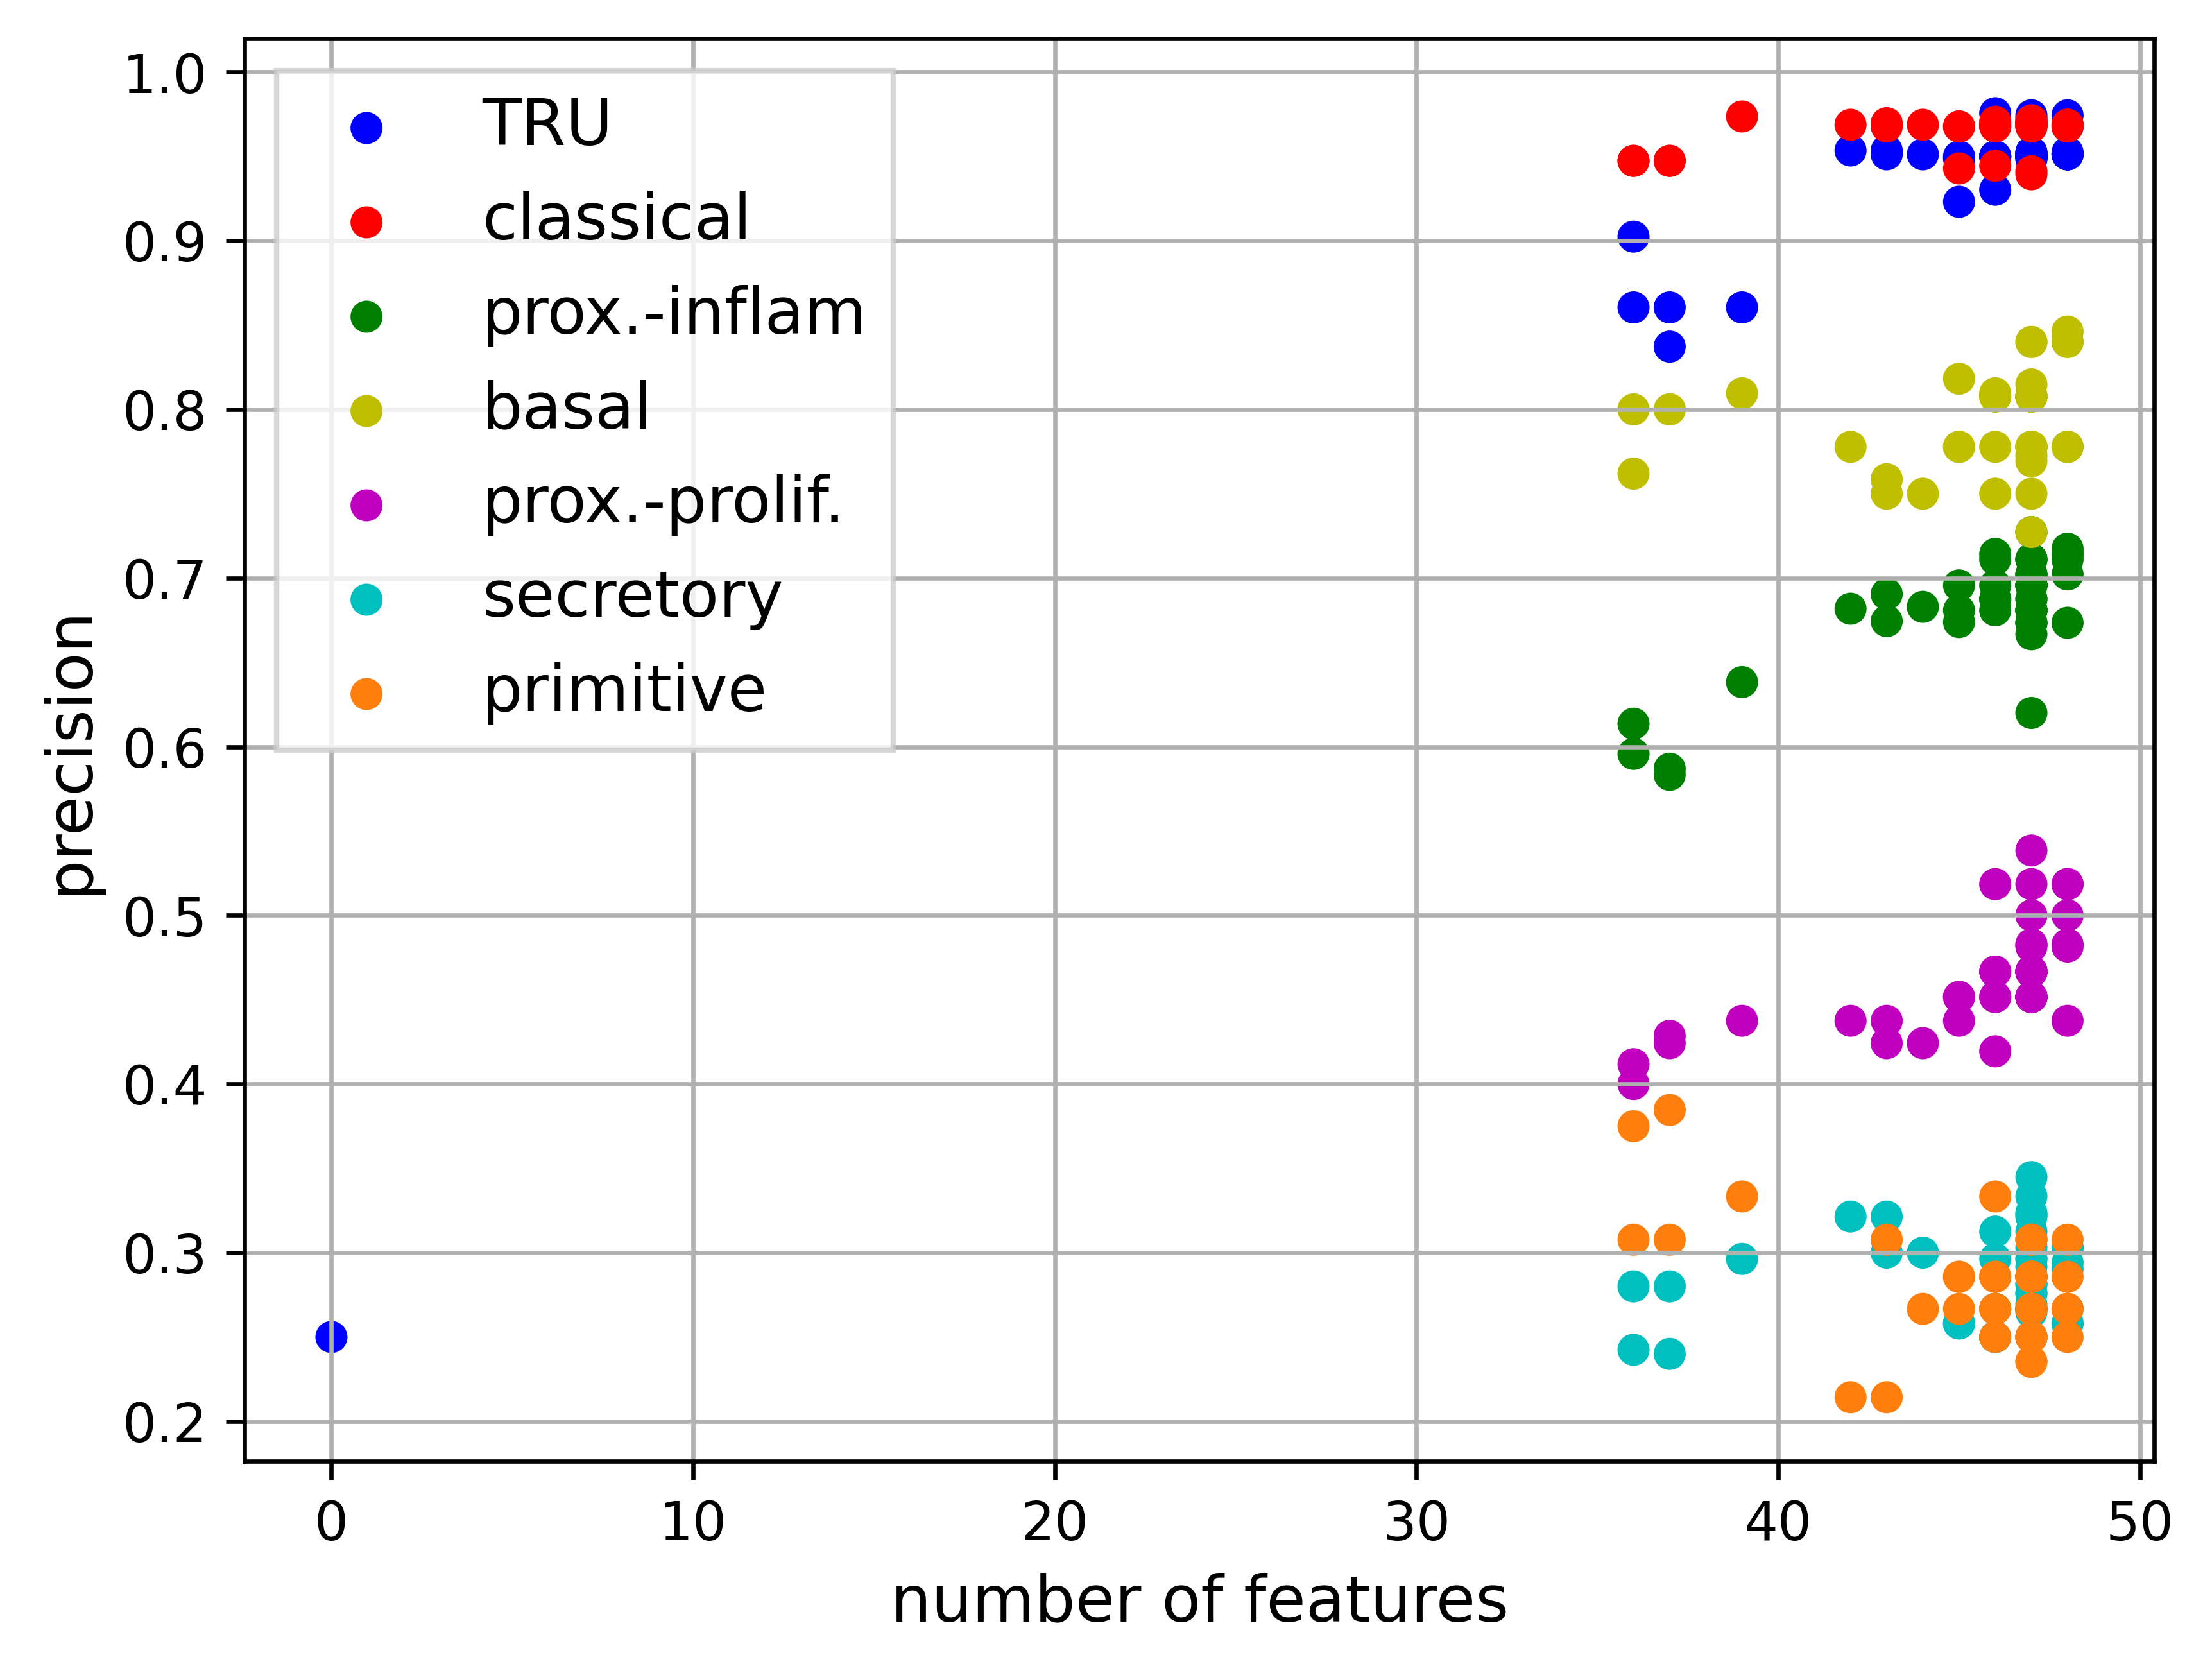 1.0
0.9
0.8
0.7
0.6
0.5
0.4
0.3
0.2
precision
TRU
classical
prox.-inflam
basal
prox.-prolif.
secretory
primitive
0 10 20 30 40 50
number of features